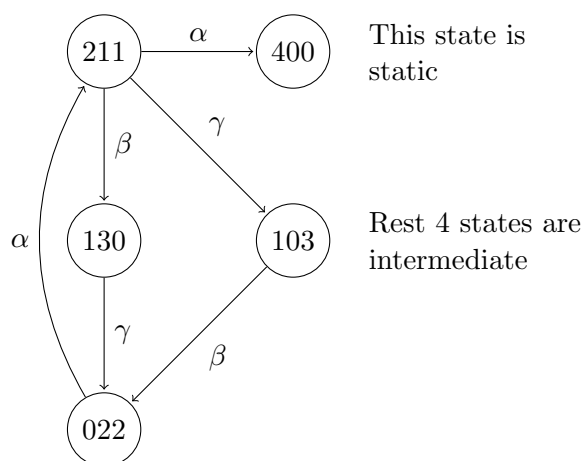 211
α
400
This state is
static
γ
β
α
130
103
Rest 4 states are
intermediate
γ
β
022